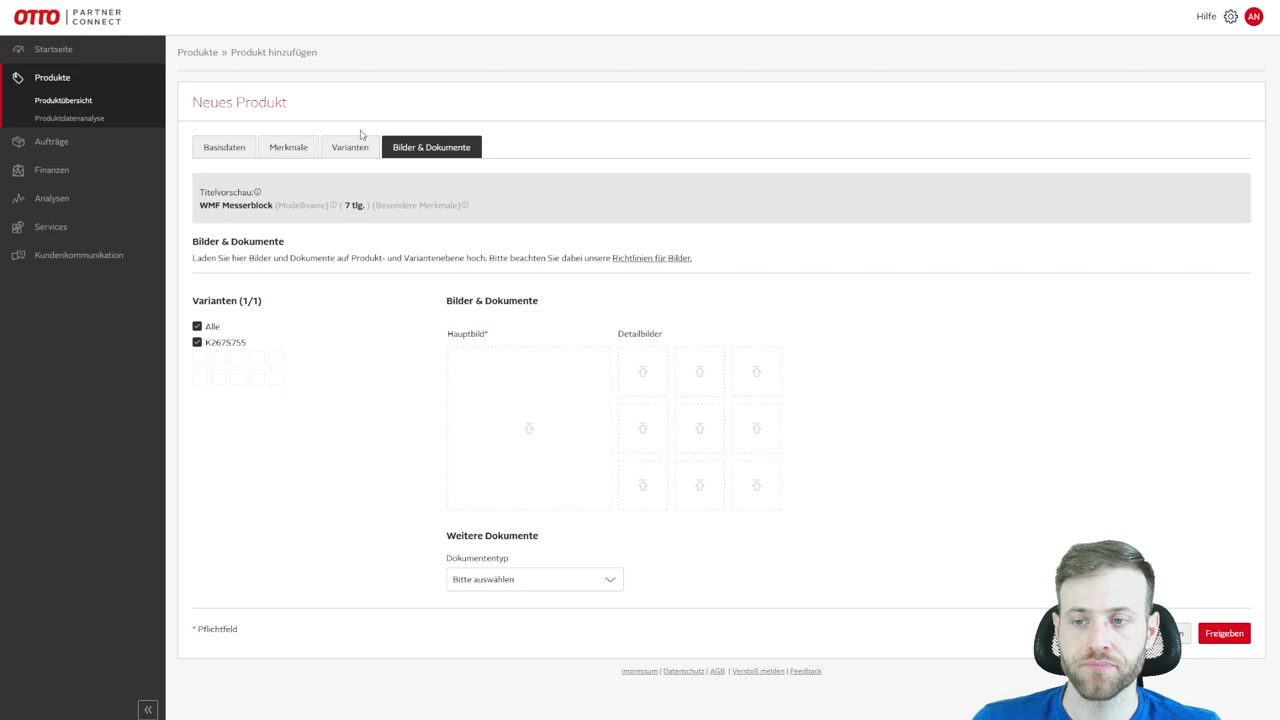 OTTO | PARTNER CONNECT
Hilfe
AN
Startseite
Produkte
Produktübersicht
Produktdatenanalyse
Aufträge
Finanzen
Analysen
Services
Kundenkommunikation
Produkte » Produkt hinzufügen
Neues Produkt
Basisdaten
Merkmale
Varianten
Bilder & Dokumente
Titelvorschau:
WMF Messerblock {Modellname} ( 7 tlg. ) {Besondere Merkmale}
Bilder & Dokumente
Laden Sie hier Bilder und Dokumente auf Produkt- und Variantenebene hoch. Bitte beachten Sie dabei unsere Richtlinien für Bilder.
Varianten (1/1)
Alle
K267S755
Bilder & Dokumente
Hauptbild*
Detailbilder
Weitere Dokumente
Dokumententyp
Bitte auswählen
* Pflichtfeld
Freigeben
Impressum | Datenschutz | AGB | Verstoß melden | Feedback